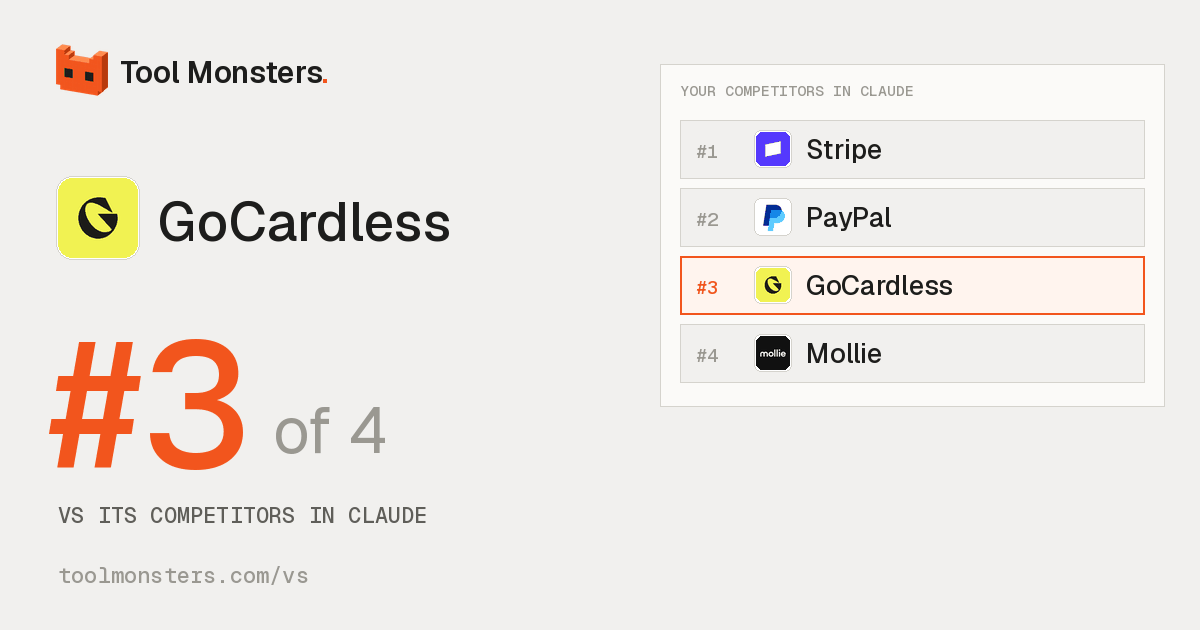 Tool Monsters.
GoCardless
#3 of 4
VS ITS COMPETITORS IN CLAUDE
toolmonsters.com/vs
YOUR COMPETITORS IN CLAUDE
#1 Stripe
#2 PayPal
#3 GoCardless
#4 mollie Mollie